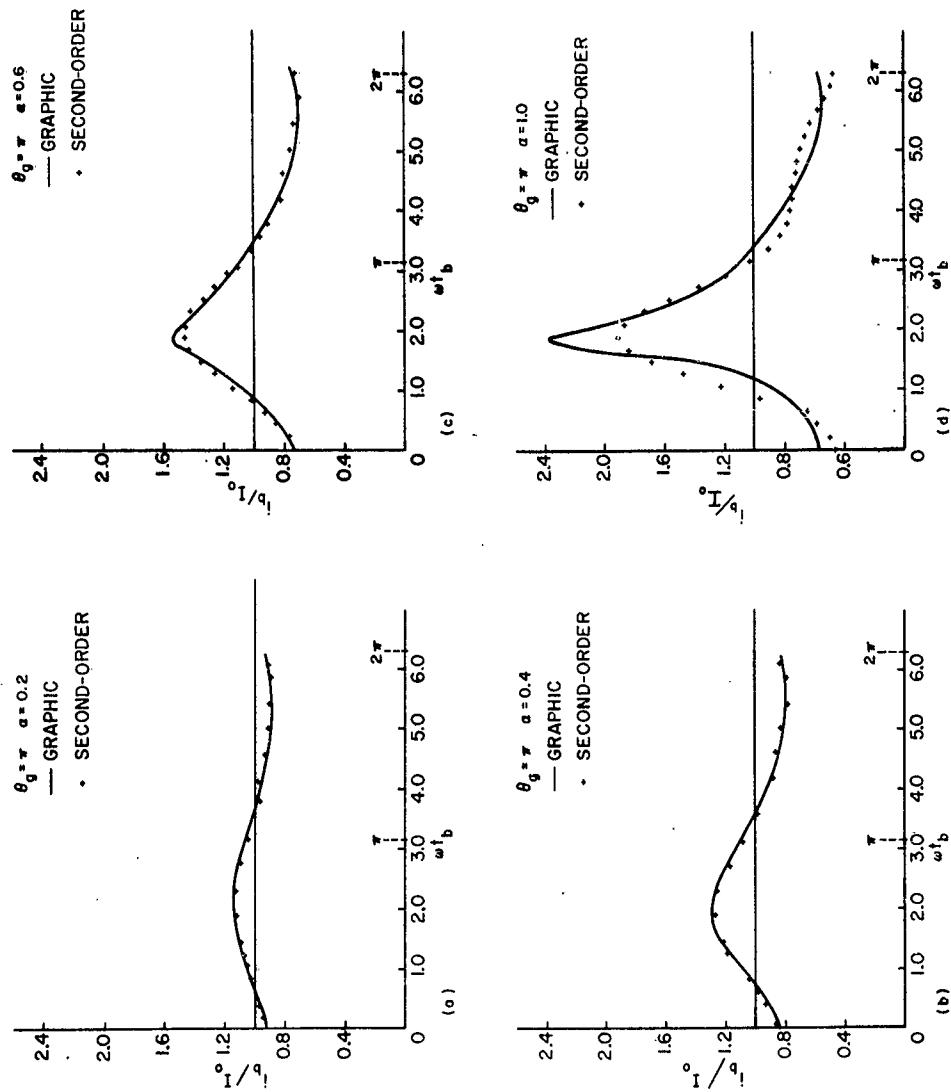 θg = π α = 0.2
— GRAPHIC
+ SECOND-ORDER
2.4
2.0
1.6
1.2
0.8
0.4
0
ib/Io
1.0 2.0 3.0 4.0 5.0 6.0
π 2π
ωtb
(a)
θg = π α = 0.4
— GRAPHIC
+ SECOND-ORDER
2.4
2.0
1.6
1.2
0.8
0.4
0
ib/Io
1.0 2.0 3.0 4.0 5.0 6.0
π 2π
ωtb
(b)
θg = π α = 0.6
— GRAPHIC
+ SECOND-ORDER
2.4
2.0
1.6
1.2
0.8
0.4
0
ib/Io
1.0 2.0 3.0 4.0 5.0 6.0
π 2π
ωtb
(c)
θg = π α = 1.0
— GRAPHIC
+ SECOND-ORDER
2.4
2.0
1.6
1.2
0.8
0.6
0
ib/Io
1.0 2.0 3.0 4.0 5.0 6.0
π 2π
ωtb
(d)